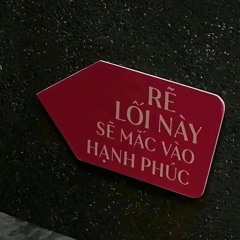 RẼ
LỐI NÀY
SẼ MẮC VÀO
HẠNH PHÚC